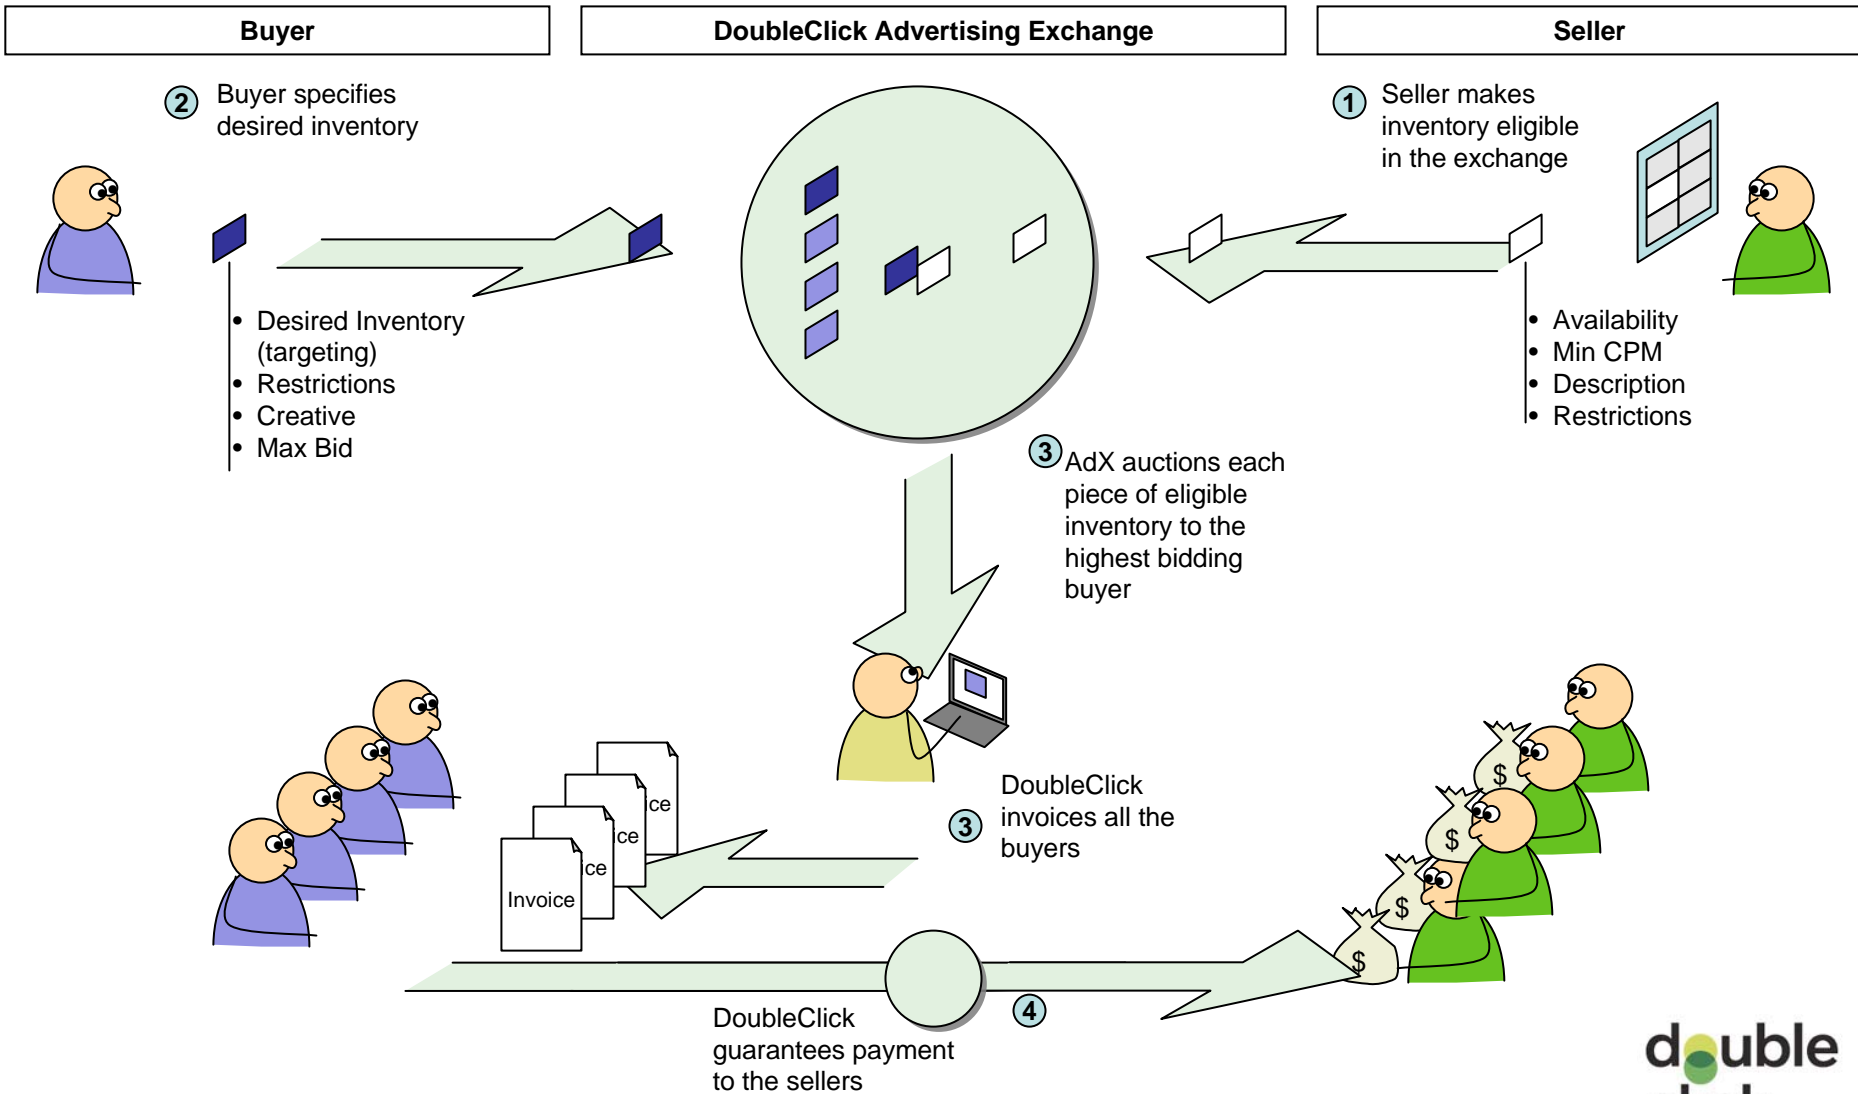 Buyer
DoubleClick Advertising Exchange
Seller
2
Buyer specifies
desired inventory
1
Seller makes
inventory eligible
in the exchange
• Desired Inventory
(targeting)
• Restrictions
• Creative
• Max Bid
• Availability
• Min CPM
• Description
• Restrictions
3
AdX auctions each
piece of eligible
inventory to the
highest bidding
buyer
DoubleClick
invoices all the
buyers
3
ice
ice
ice
Invoice
$
$
$
$
4
DoubleClick
guarantees payment
to the sellers
double